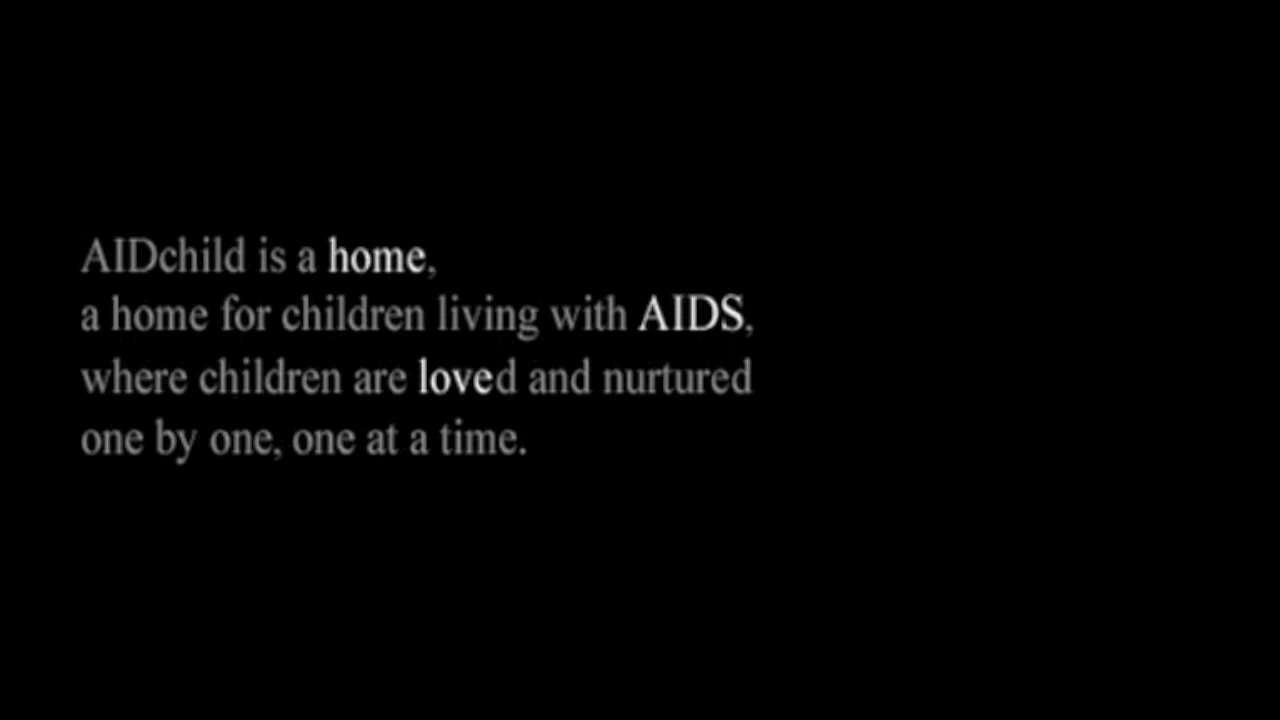 AIDchild is a home,
a home for children living with AIDS,
where children are loved and nurtured
one by one, one at a time.